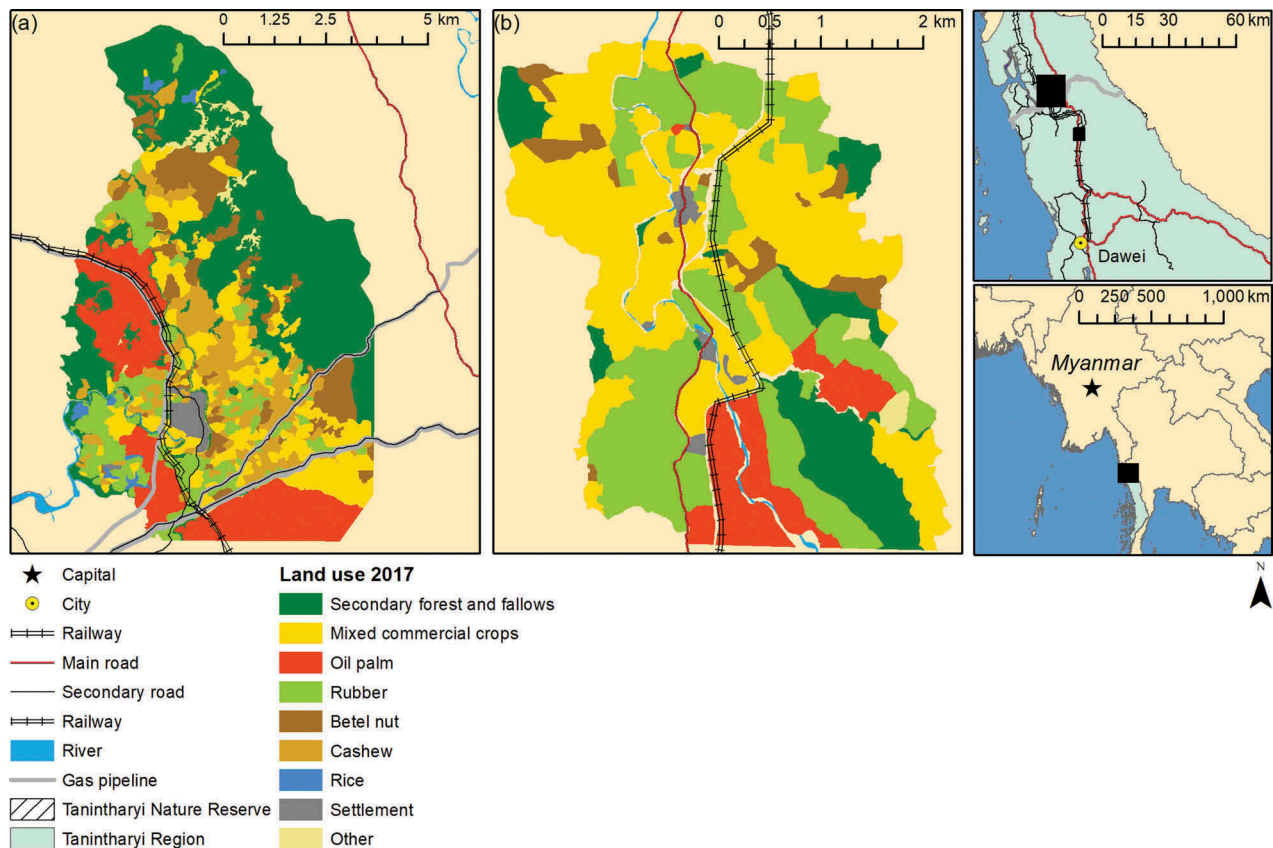 (a)
0 1.25 2.5 5 km
(b)
0 0.5 1 2 km
0 15 30 60 km
Dawei
0 250 500 1,000 km
Myanmar
N
Capital
City
Railway
Main road
Secondary road
Railway
River
Gas pipeline
Tanintharyi Nature Reserve
Tanintharyi Region
Land use 2017
Secondary forest and fallows
Mixed commercial crops
Oil palm
Rubber
Betel nut
Cashew
Rice
Settlement
Other